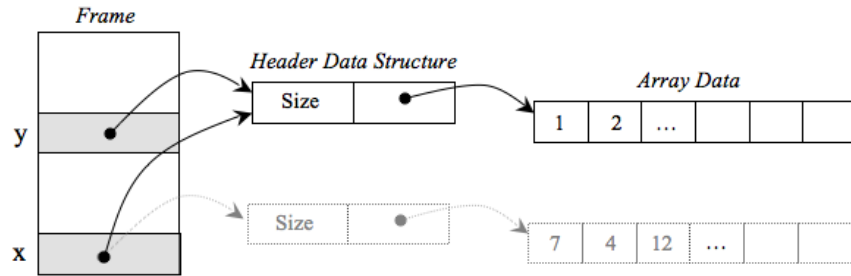 Frame
Header Data Structure
Array Data
Size
1 2 ...
y
Size
7 4 12 ...
x